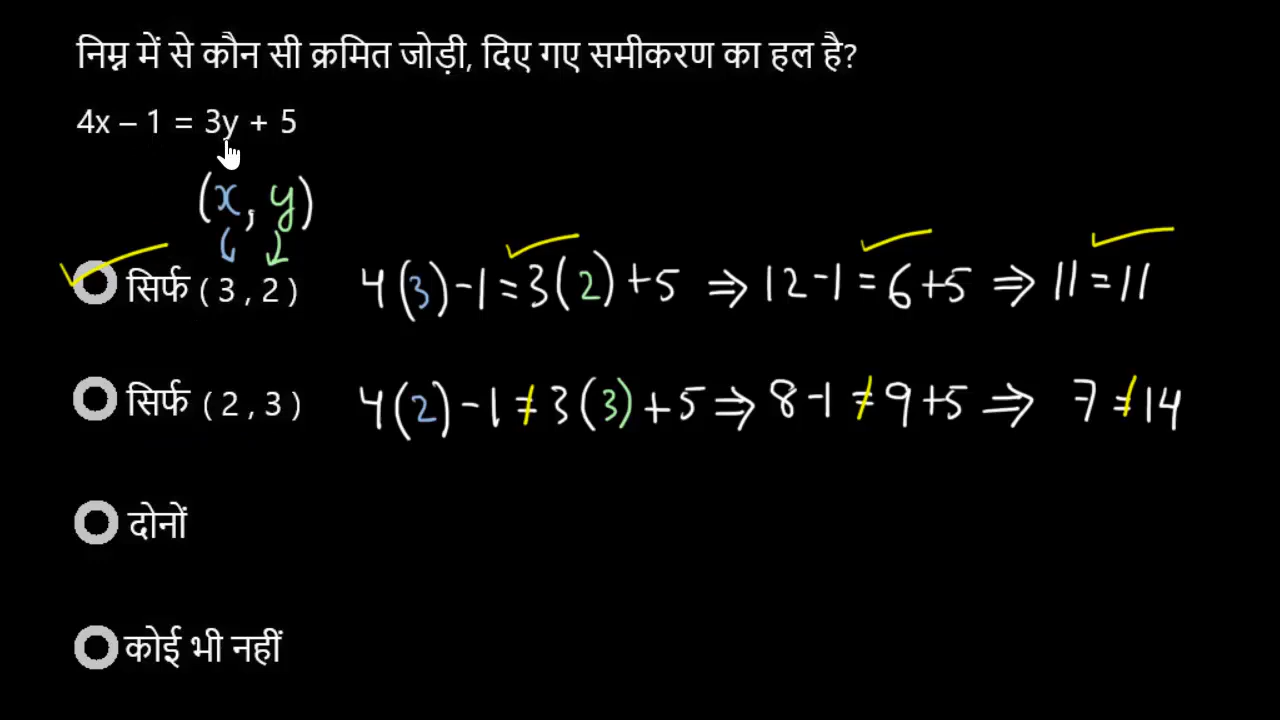 निम्न में से कौन सी क्रमित जोड़ी, दिए गए समीकरण का हल है?
4x – 1 = 3y + 5
(x, y)
सिर्फ ( 3 , 2 ) 4(3)-1=3(2)+5 ⇒ 12-1=6+5 ⇒ 11=11
सिर्फ ( 2 , 3 ) 4(2)-1≠3(3)+5 ⇒ 8-1≠9+5 ⇒ 7≠14
दोनों
कोई भी नहीं